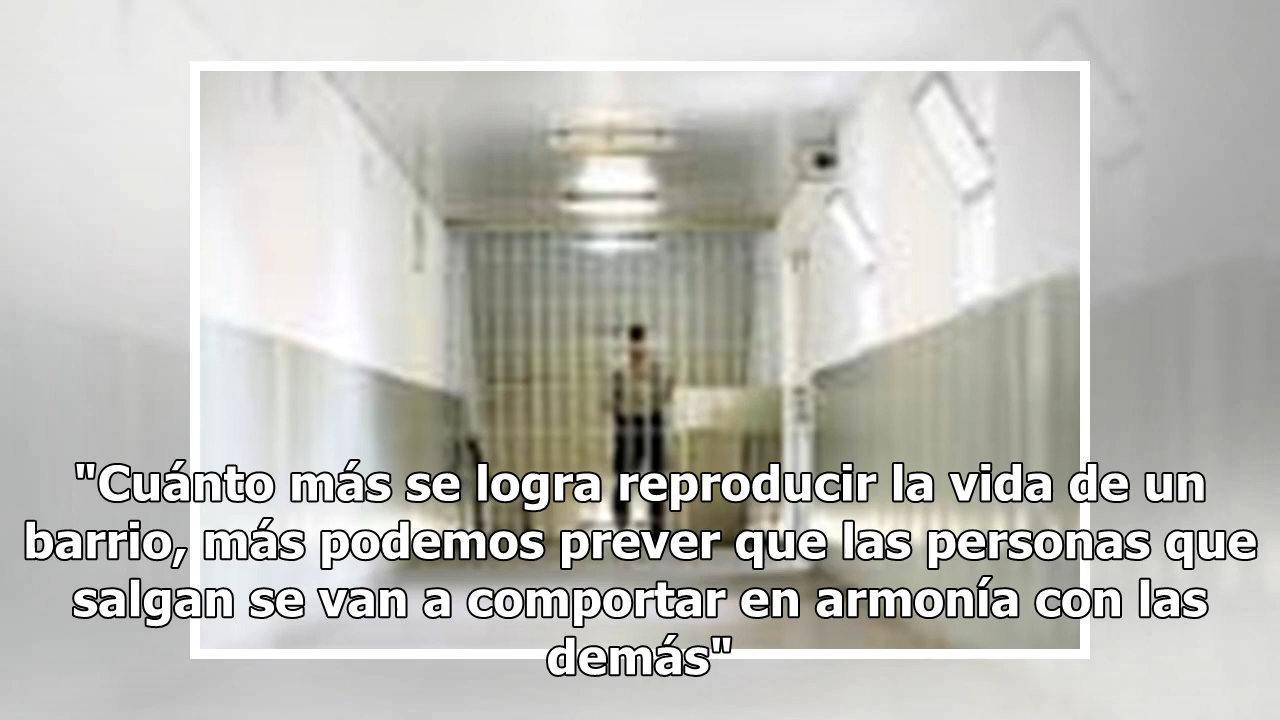 "Cuánto más se logra reproducir la vida de un
barrio, más podemos prever que las personas que
salgan se van a comportar en armonía con las
demás"